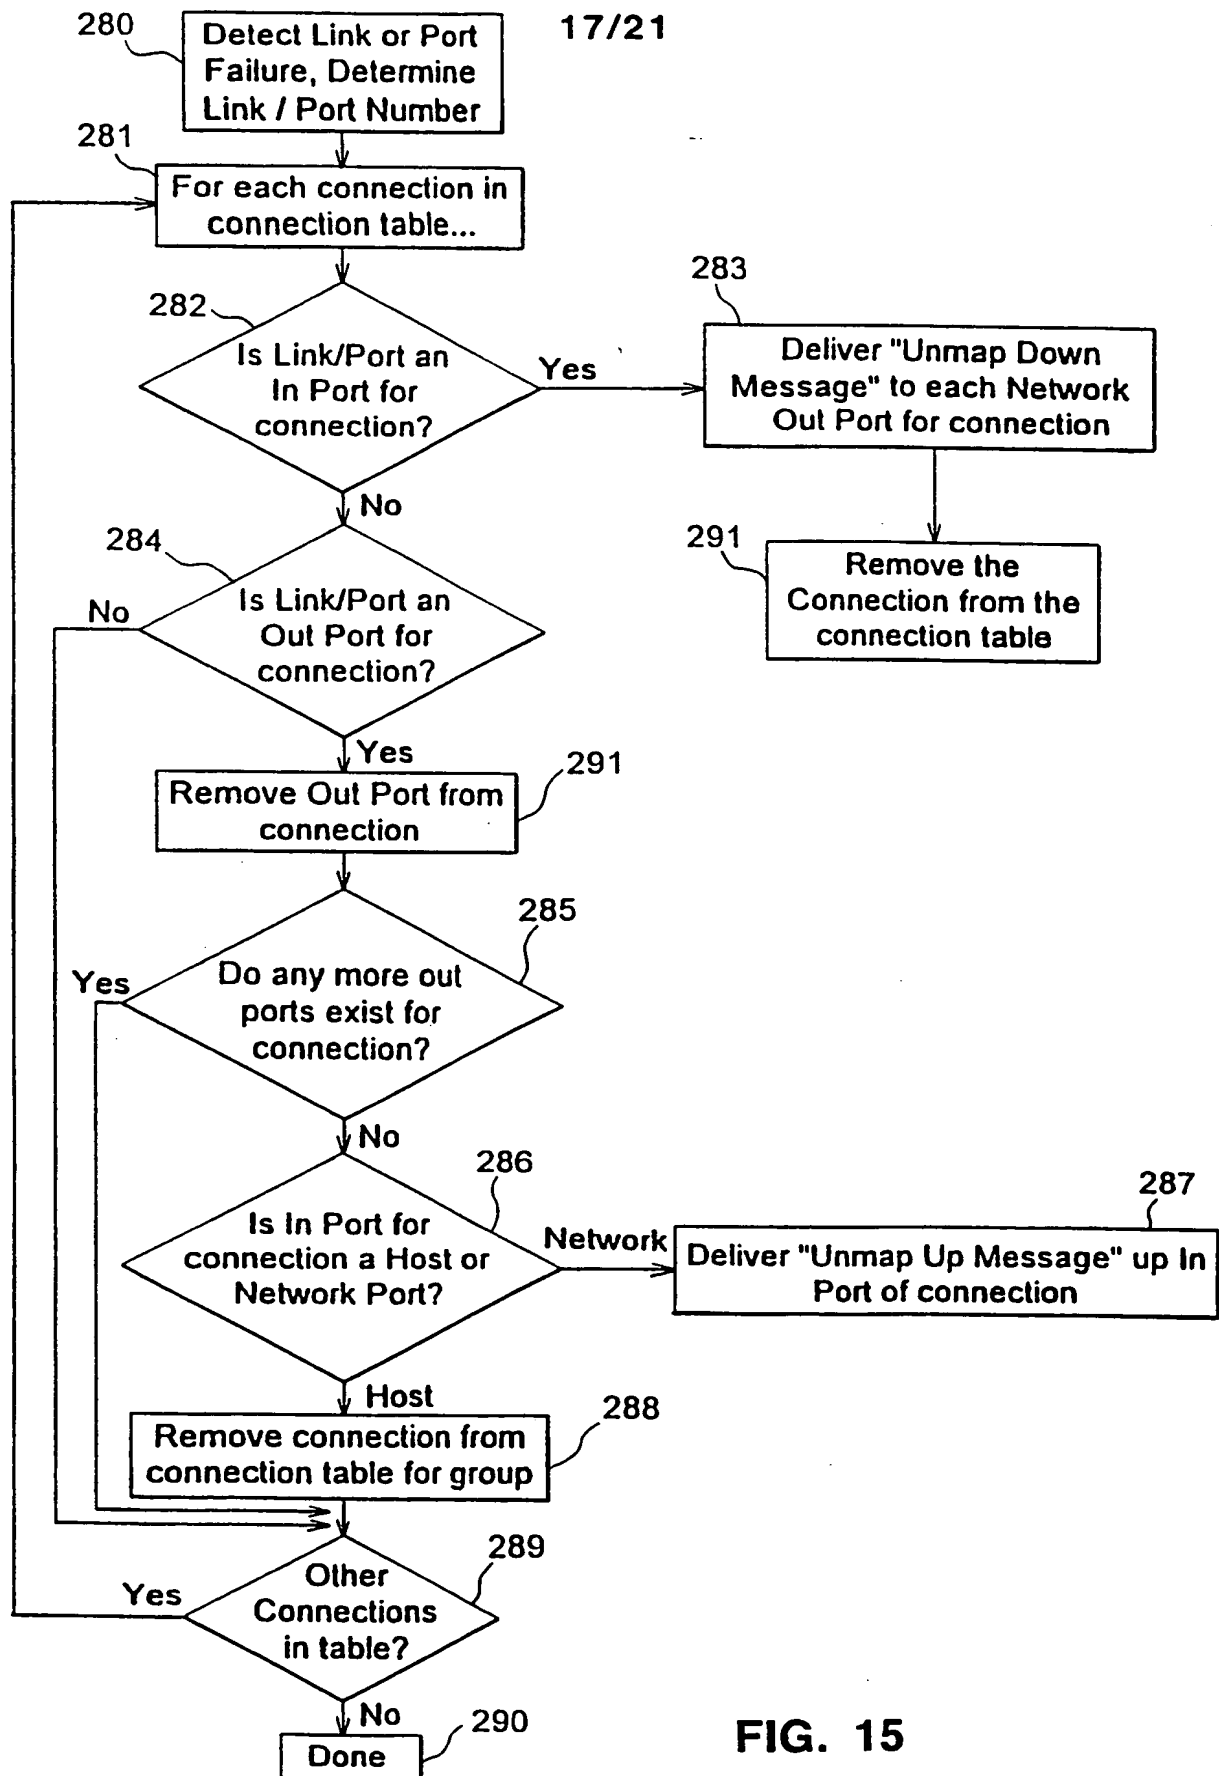 17/21
280
Detect Link or Port
Failure, Determine
Link / Port Number
281
For each connection in
connection table...
282
Is Link/Port an
In Port for
connection?
Yes
283
Deliver "Unmap Down
Message" to each Network
Out Port for connection
No
291
Remove the
Connection from the
connection table
284
Is Link/Port an
Out Port for
connection?
No
Yes
291
Remove Out Port from
connection
285
Do any more out
ports exist for
connection?
Yes
No
286
Is In Port for
connection a Host or
Network Port?
Network
287
Deliver "Unmap Up Message" up In
Port of connection
Host
288
Remove connection from
connection table for group
289
Other
Connections
in table?
Yes
No
290
Done
FIG. 15